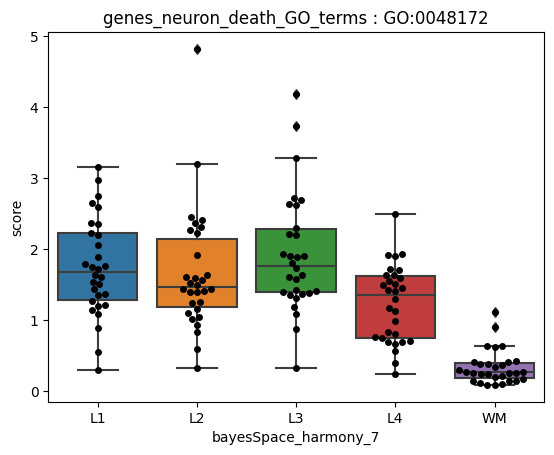 genes_neuron_death_GO_terms : GO:0048172
5
4
3
2
1
0
score
L1 L2 L3 L4 WM
bayesSpace_harmony_7